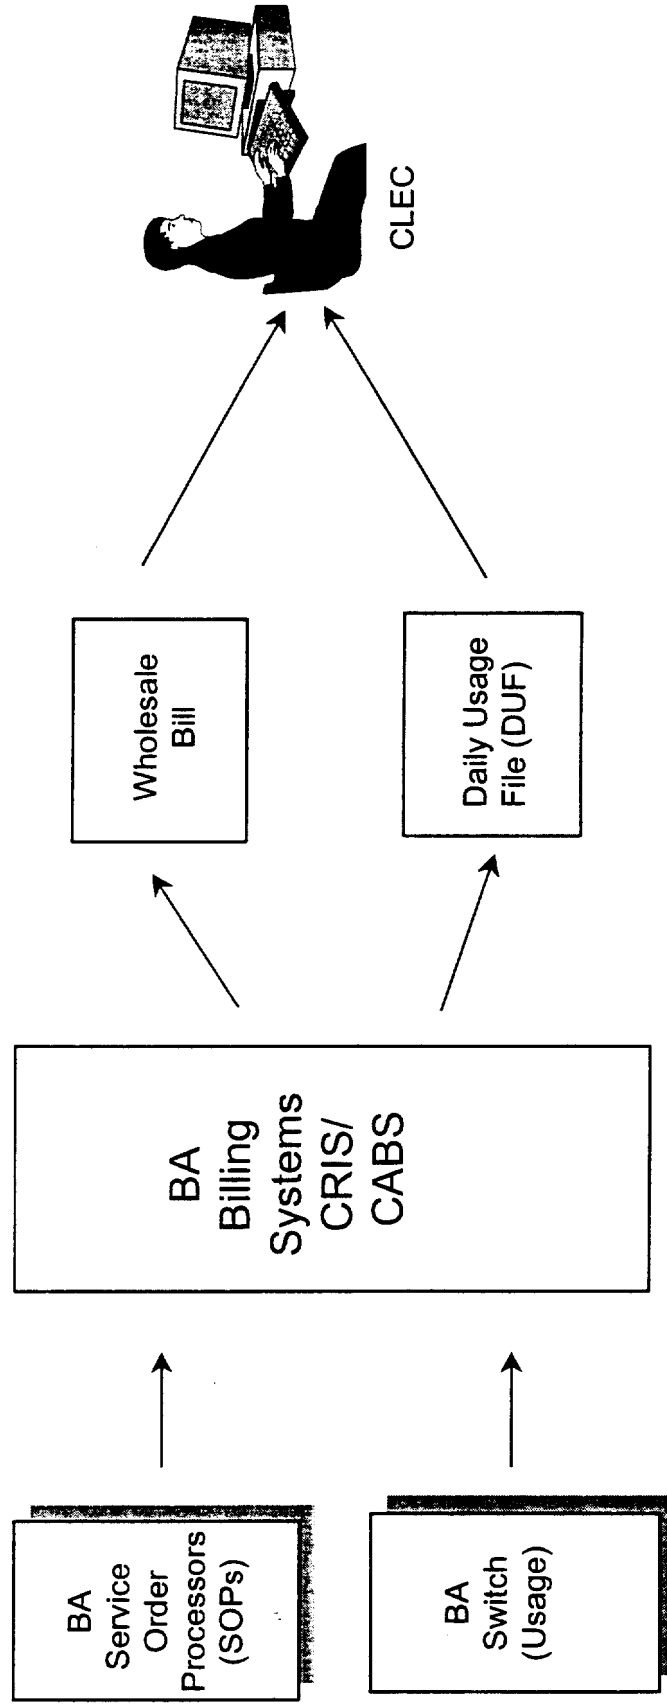 BA
Service
Order
Processors
(SOPs)
BA
Switch
(Usage)
BA
Billing
Systems
CRIS/
CABS
Wholesale
Bill
Daily Usage
File (DUF)
CLEC